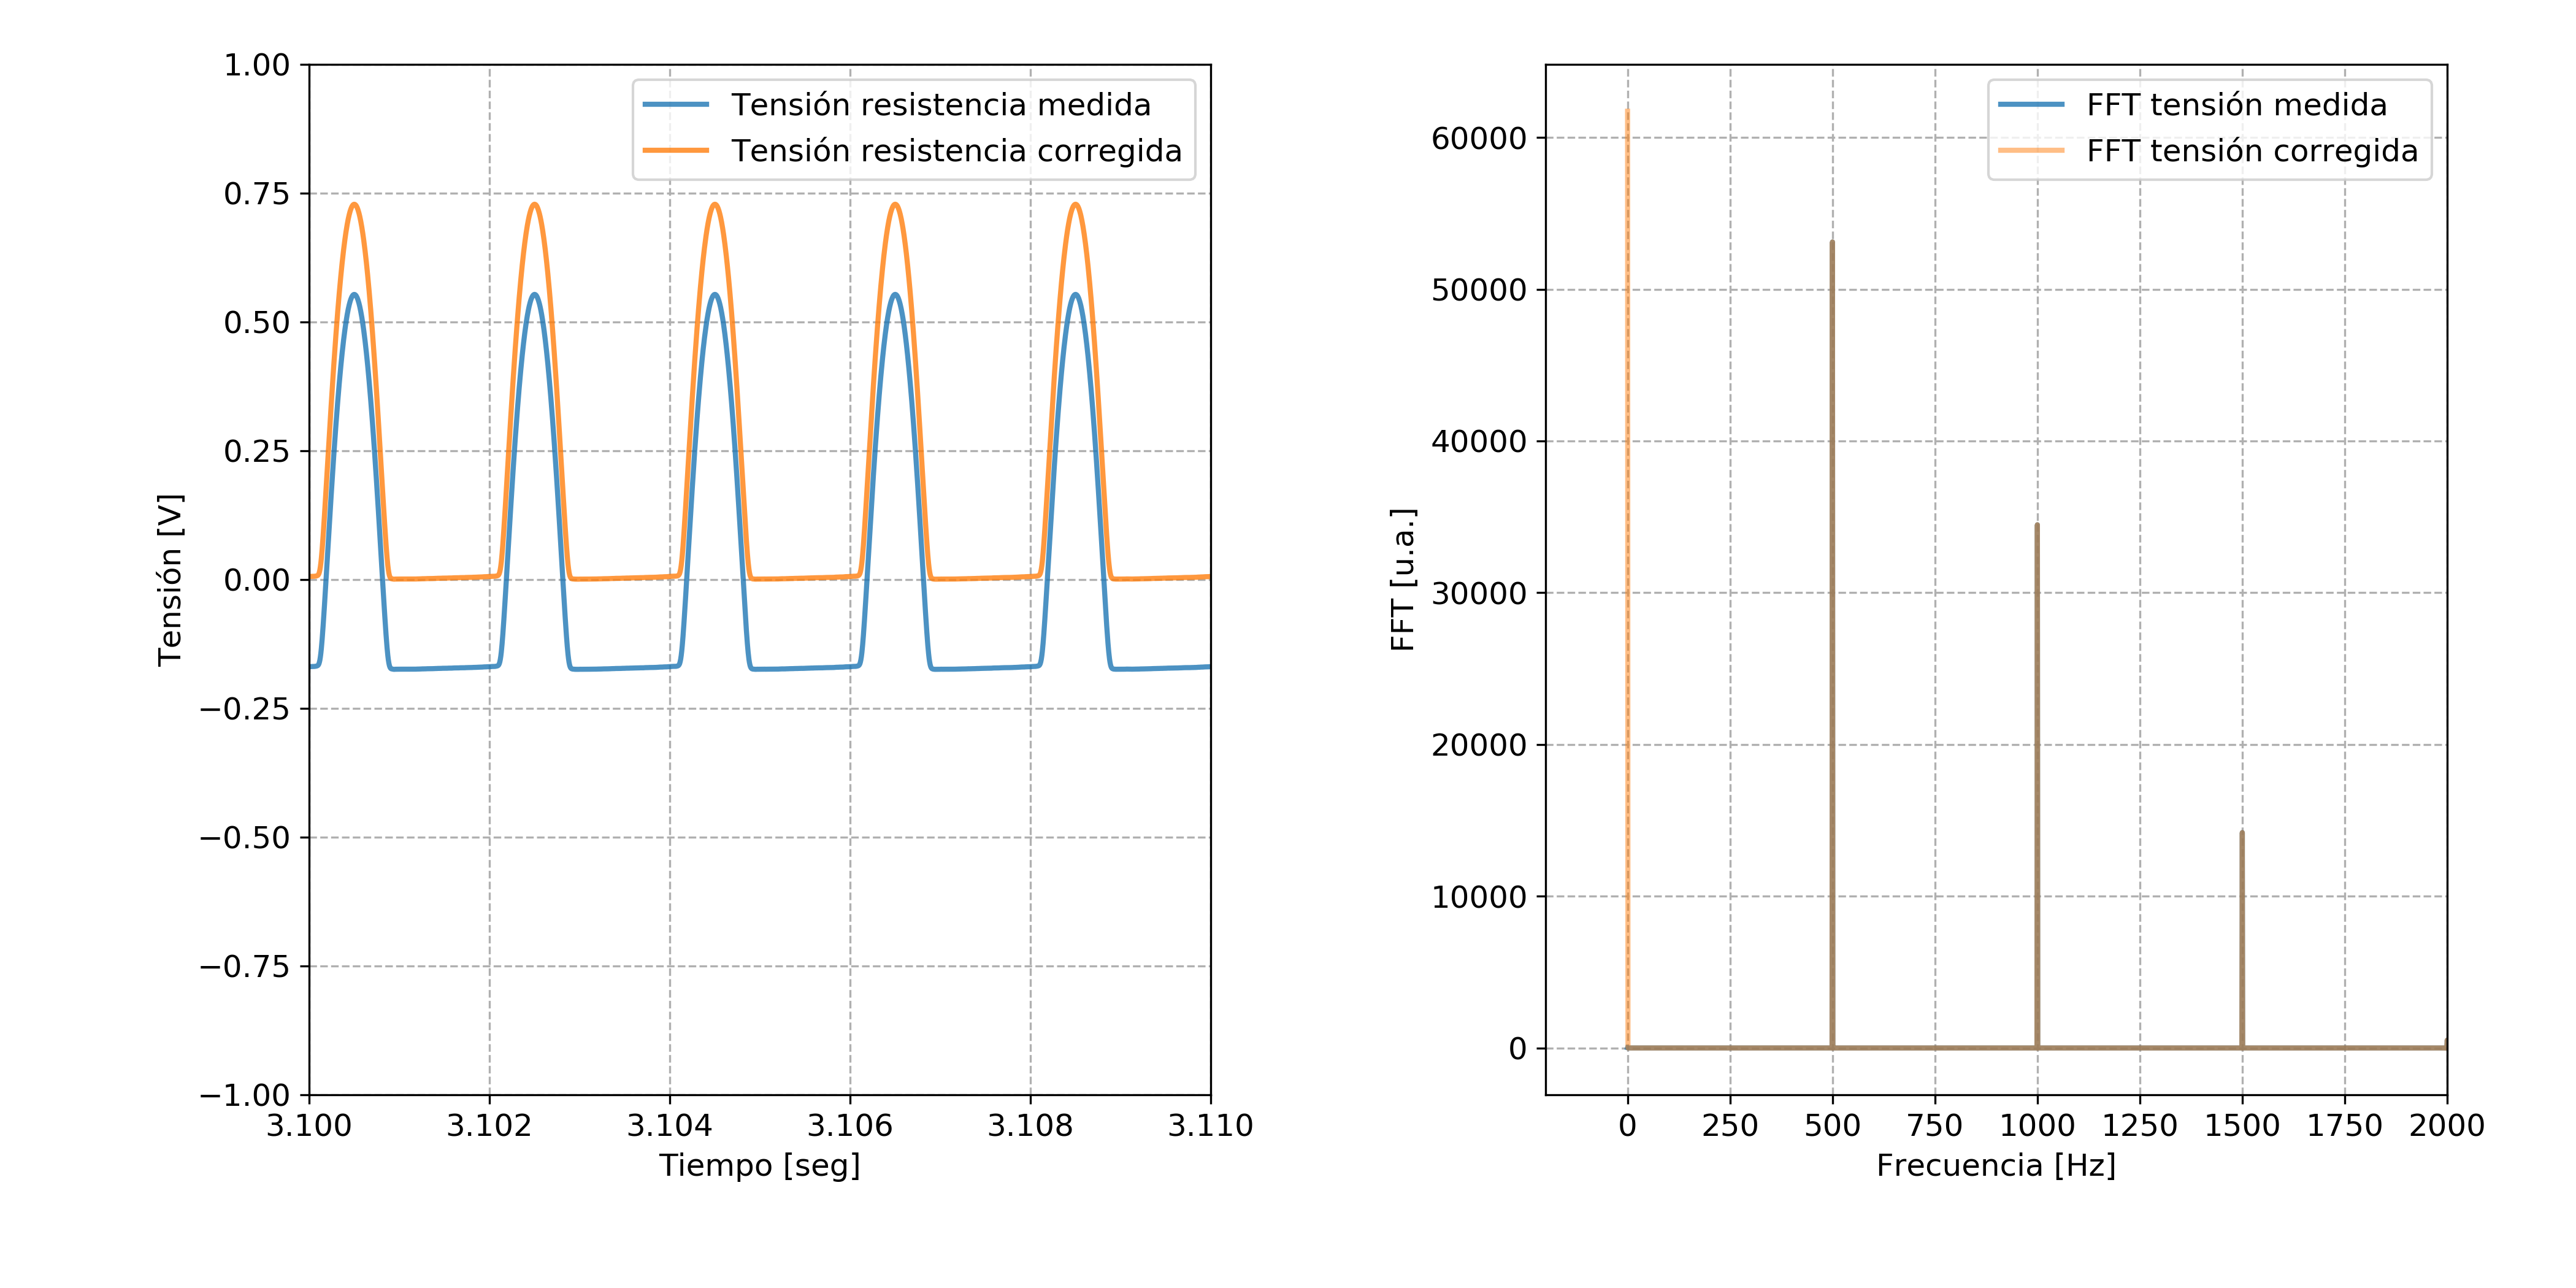 Tensión resistencia medida
Tensión resistencia corregida
1.00
0.75
0.50
0.25
0.00
−0.25
−0.50
−0.75
−1.00
Tensión [V]
3.100 3.102 3.104 3.106 3.108 3.110
Tiempo [seg]
FFT tensión medida
FFT tensión corregida
60000
50000
40000
30000
20000
10000
0
FFT [u.a.]
0 250 500 750 1000 1250 1500 1750 2000
Frecuencia [Hz]